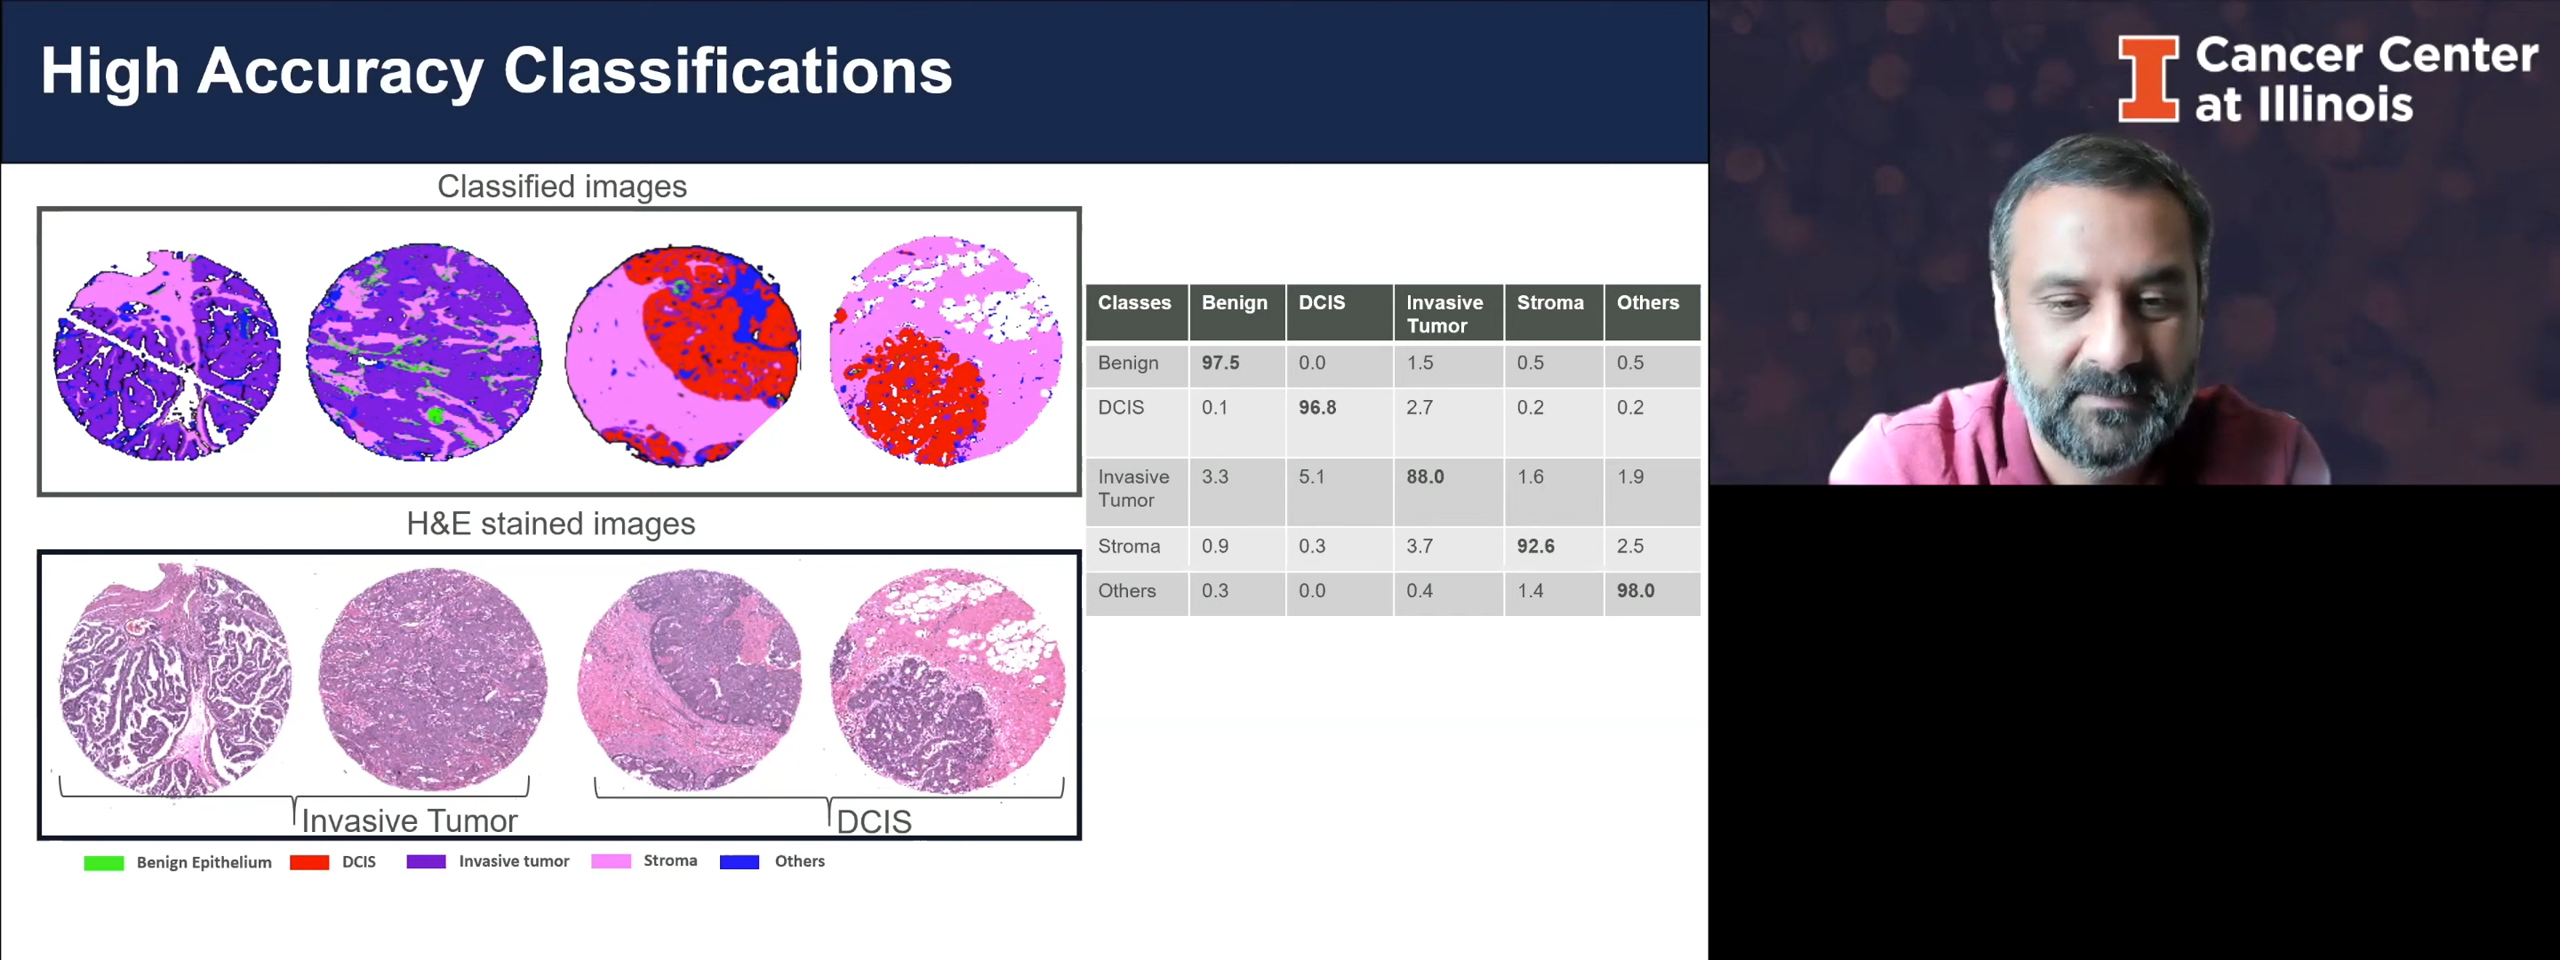 High Accuracy Classifications
Classified images
H&E stained images
Invasive Tumor
DCIS
Benign Epithelium
DCIS
Invasive tumor
Stroma
Others
Classes Benign DCIS Invasive Tumor Stroma Others
Benign 97.5 0.0 1.5 0.5 0.5
DCIS 0.1 96.8 2.7 0.2 0.2
Invasive Tumor 3.3 5.1 88.0 1.6 1.9
Stroma 0.9 0.3 3.7 92.6 2.5
Others 0.3 0.0 0.4 1.4 98.0
I Cancer Center
at Illinois